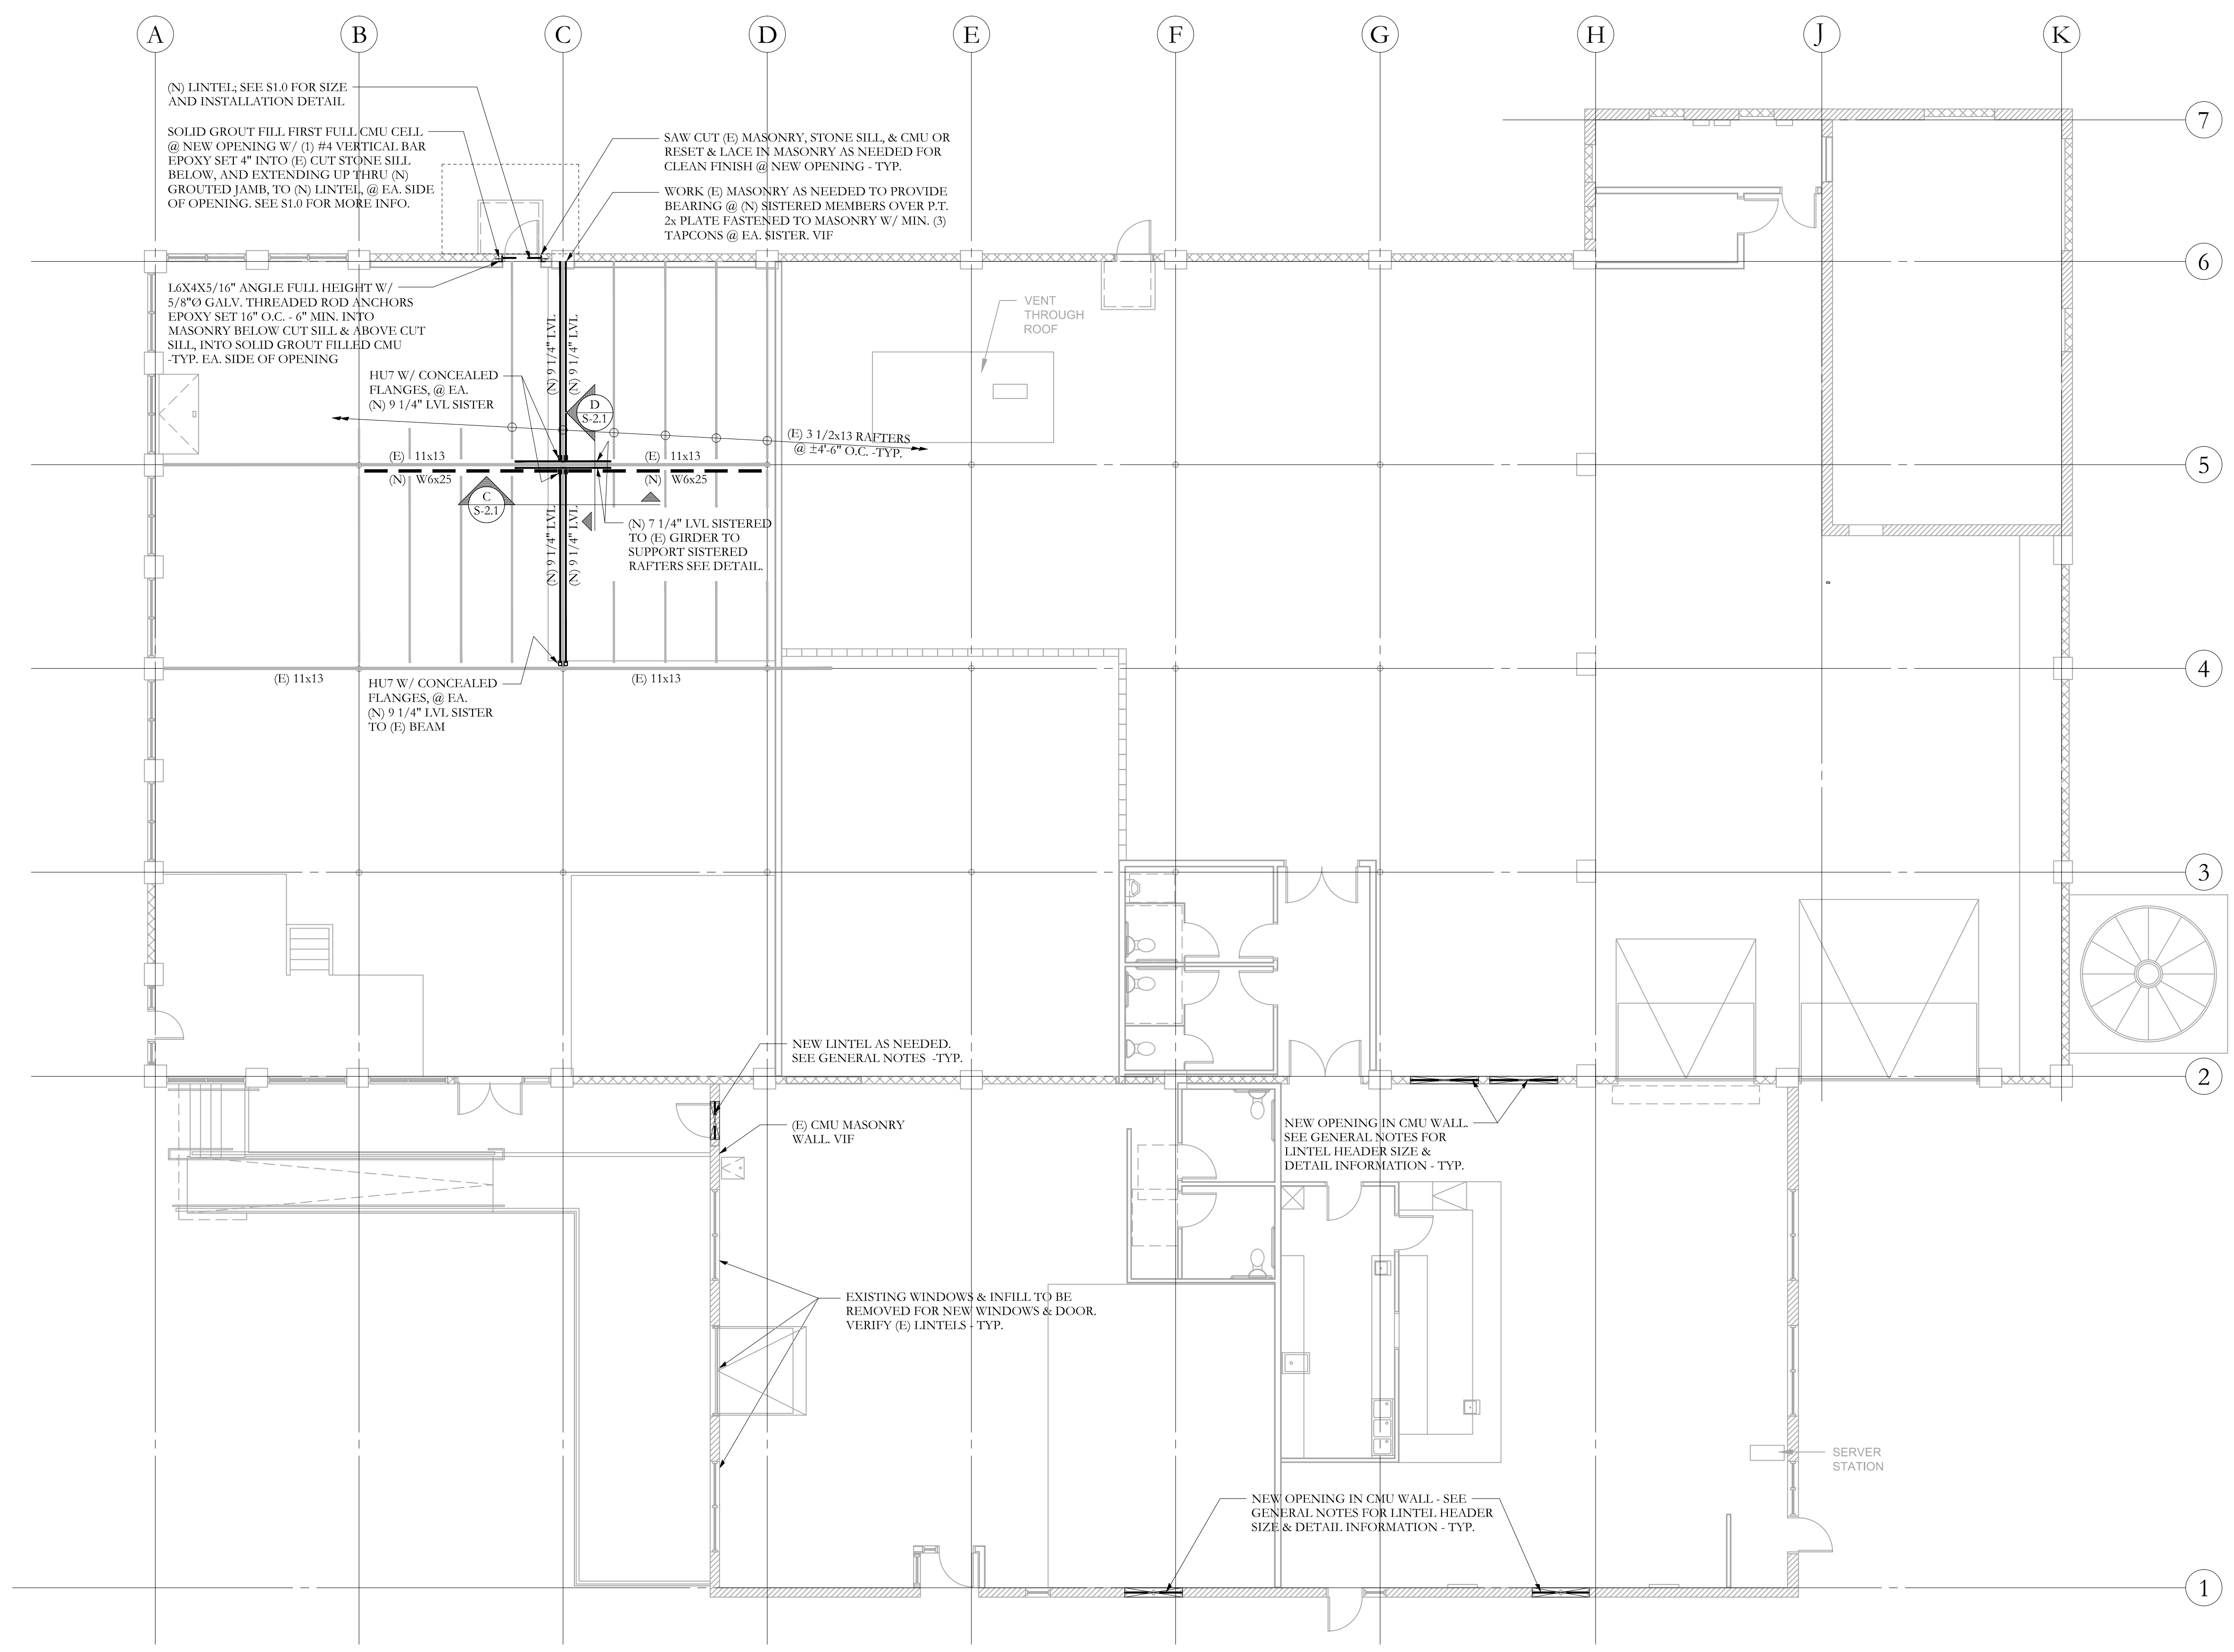 A
B
C
D
E
F
G
H
J
K
(N) LINTEL; SEE S1.0 FOR SIZE
AND INSTALLATION DETAIL
SOLID GROUT FILL FIRST FULL CMU CELL
@ NEW OPENING W/ (1) #4 VERTICAL BAR
EPOXY SET 4" INTO (E) CUT STONE SILL
BELOW, AND EXTENDING UP THRU (N)
GROUTED JAMB, TO (N) LINTEL, @ EA. SIDE
OF OPENING. SEE S1.0 FOR MORE INFO.
SAW CUT (E) MASONRY, STONE SILL, & CMU OR
RESET & LACE IN MASONRY AS NEEDED FOR
CLEAN FINISH @ NEW OPENING - TYP.
WORK (E) MASONRY AS NEEDED TO PROVIDE
BEARING @ (N) SISTERED MEMBERS OVER P.T.
2x PLATE FASTENED TO MASONRY W/ MIN. (3)
TAPCONS @ EA. SISTER. VIF
7
6
L6X4X5/16" ANGLE FULL HEIGHT W/
5/8"Ø GALV. THREADED ROD ANCHORS
EPOXY SET 16" O.C. - 6" MIN. INTO
MASONRY BELOW CUT SILL & ABOVE CUT
SILL, INTO SOLID GROUT FILLED CMU
-TYP. EA. SIDE OF OPENING
VENT
THROUGH
ROOF
(N) 9 1/4" LVL
(N) 9 1/4" LVL
HU7 W/ CONCEALED
FLANGES, @ EA.
(N) 9 1/4" LVL SISTER
D
S-2.1
(E) 3 1/2x13 RAFTERS
@ ±4'-6" O.C. -TYP.
(E) 11x13
(E) 11x13
5
(N) W6x25
(N) W6x25
C
S-2.1
(N) 9 1/4" LVL
(N) 9 1/4" LVL
(N) 7 1/4" LVL SISTERED
TO (E) GIRDER TO
SUPPORT SISTERED
RAFTERS SEE DETAIL.
4
(E) 11x13
(E) 11x13
HU7 W/ CONCEALED
FLANGES, @ EA.
(N) 9 1/4" LVL SISTER
TO (E) BEAM
3
NEW LINTEL AS NEEDED.
SEE GENERAL NOTES -TYP.
2
(E) CMU MASONRY
WALL. VIF
NEW OPENING IN CMU WALL.
SEE GENERAL NOTES FOR
LINTEL HEADER SIZE &
DETAIL INFORMATION - TYP.
EXISTING WINDOWS & INFILL TO BE
REMOVED FOR NEW WINDOWS & DOOR.
VERIFY (E) LINTELS - TYP.
SERVER
STATION
NEW OPENING IN CMU WALL - SEE
GENERAL NOTES FOR LINTEL HEADER
SIZE & DETAIL INFORMATION - TYP.
1